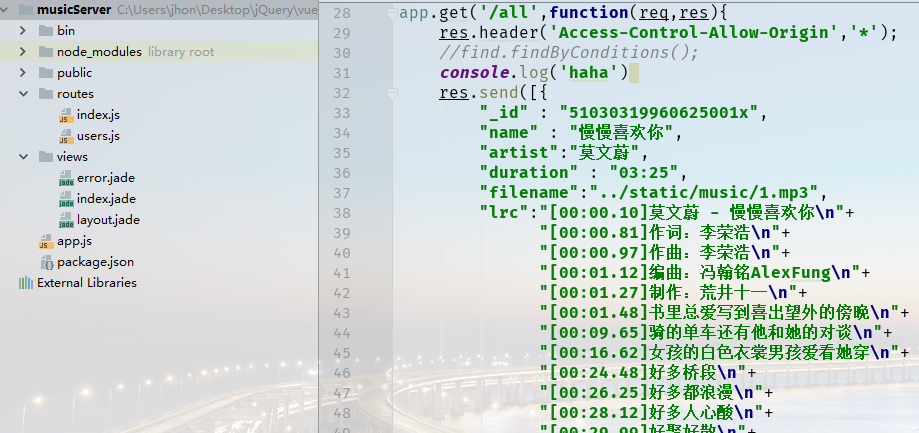 musicServer C:\Users\jhon\Desktop\jQuery\vue
bin
node_modules library root
public
routes
index.js
users.js
views
error.jade
index.jade
layout.jade
app.js
package.json
External Libraries
28 app.get('/all',function(req,res){
29 res.header('Access-Control-Allow-Origin','*');
30 //find.findByConditions();
31 console.log('haha')
32 res.send([{
33 "_id" : "51030319960625001x",
34 "name" : "慢慢喜欢你",
35 "artist":"莫文蔚",
36 "duration" : "03:25",
37 "filename":"../static/music/1.mp3",
38 "lrc":"[00:00.10]莫文蔚 - 慢慢喜欢你\n"+
39 "[00:00.81]作词：李荣浩\n"+
40 "[00:00.97]作曲：李荣浩\n"+
41 "[00:01.12]编曲：冯翰铭AlexFung\n"+
42 "[00:01.27]制作：荒井十一\n"+
43 "[00:01.48]书里总爱写到喜出望外的傍晚\n"+
44 "[00:09.65]骑的单车还有他和她的对谈\n"+
45 "[00:16.62]女孩的白色衣裳男孩爱看她穿\n"+
46 "[00:24.48]好多桥段\n"+
47 "[00:26.25]好多都浪漫\n"+
48 "[00:28.12]好多人心酸\n"+
49 "[00:29.99]好聚好散\n"+